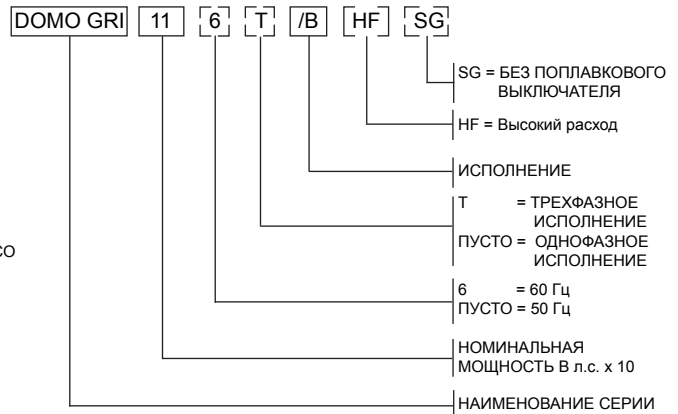 DOMO GRI 11 6 T /B HF SG
SG = БЕЗ ПОПЛАВКОВОГО
ВЫКЛЮЧАТЕЛЯ
HF = Высокий расход
ИСПОЛНЕНИЕ
T = ТРЕХФАЗНОЕ
ИСПОЛНЕНИЕ
ПУСТО = ОДНОФАЗНОЕ
ИСПОЛНЕНИЕ
СО
6 = 60 Гц
ПУСТО = 50 Гц
НОМИНАЛЬНАЯ
МОЩНОСТЬ В л.с. x 10
НАИМЕНОВАНИЕ СЕРИИ